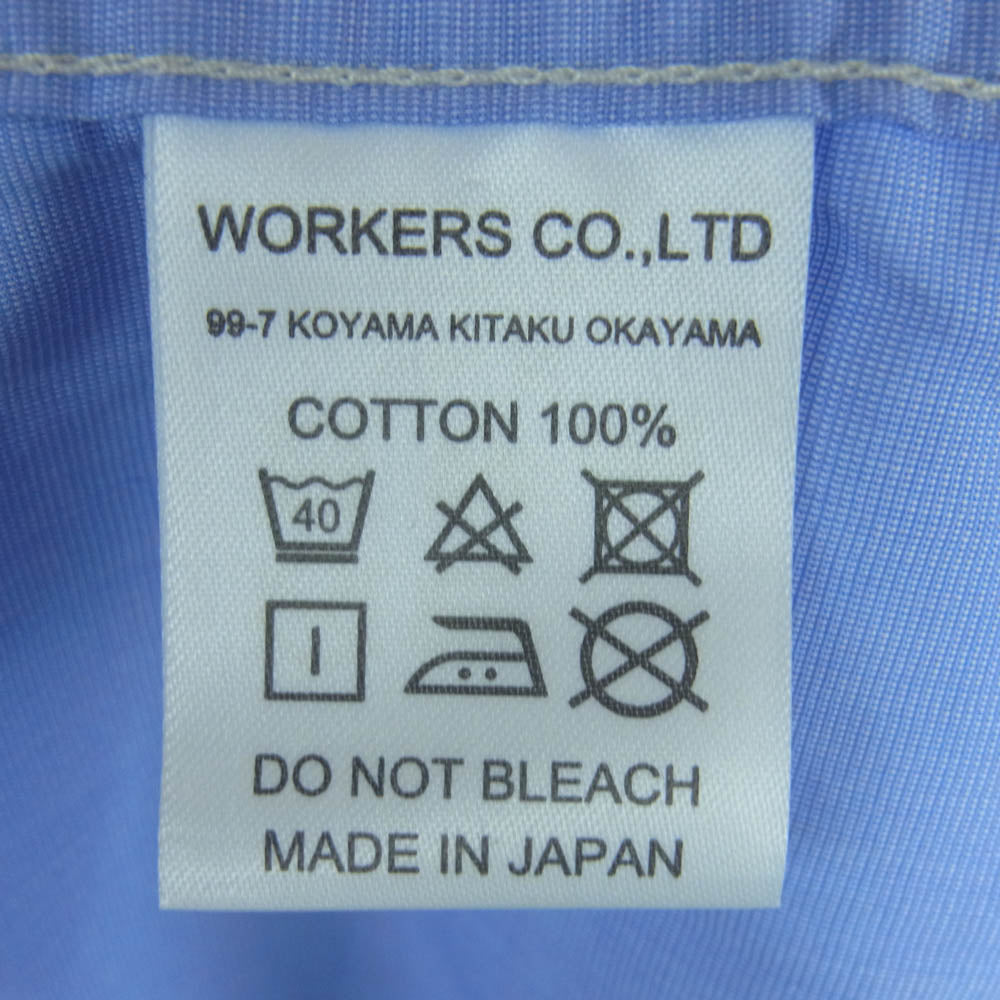 WORKERS CO.,LTD
99-7 KOYAMA KITAKU OKAYAMA
COTTON 100%
40
DO NOT BLEACH
MADE IN JAPAN